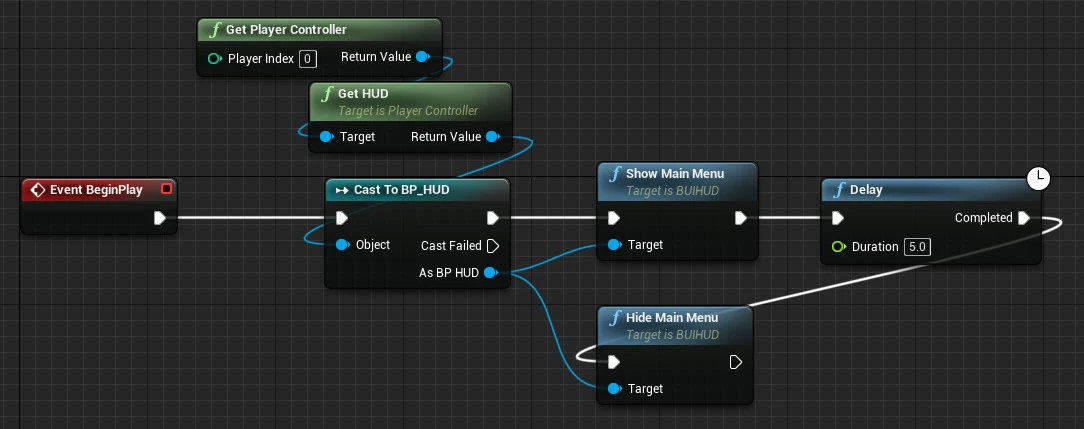 Get Player Controller
Player Index 0 Return Value
Get HUD
Target is Player Controller
Target Return Value
Event BeginPlay
Cast To BP_HUD
Object
Cast Failed
As BP HUD
Show Main Menu
Target is BUIHUD
Target
Delay
Completed
Duration 5.0
Hide Main Menu
Target is BUIHUD
Target